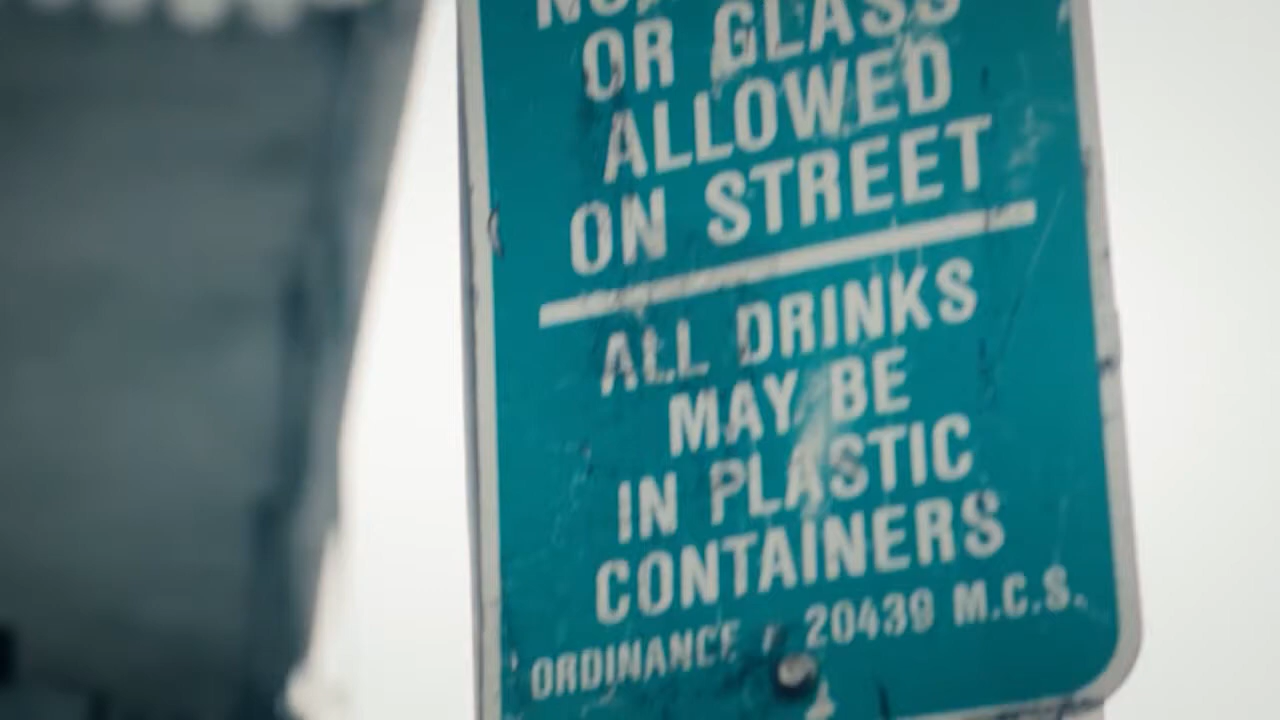 OR GLASS
ALLOWED
ON STREET
ALL DRINKS
MAY BE
IN PLASTIC
CONTAINERS
ORDINANCE # 20439 M.C.S.